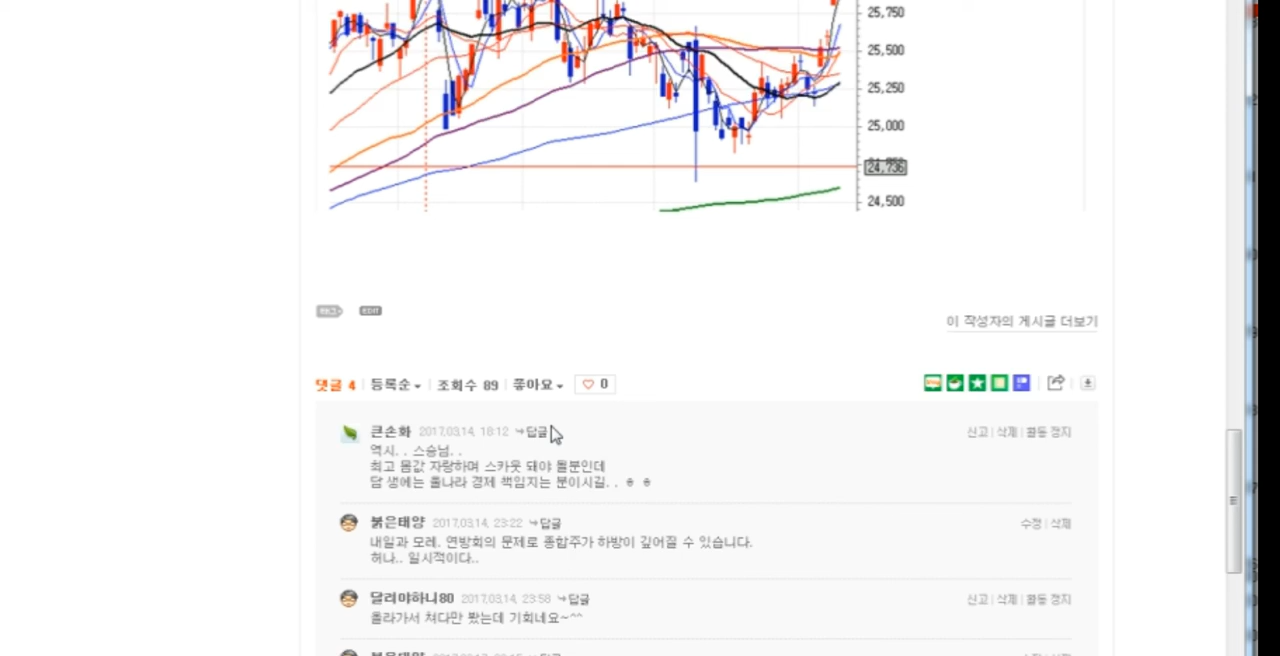 25,750
25,500
25,250
25,000
24,736
24,500
태그
EDIT
이 작성자의 게시글 더보기
댓글 4 등록순 조회수 89 좋아요 0
큰손화 2017.03.14. 18:12 답글 신고 삭제 활동 정지
역시. . 스승님. .
최고 몸값 자랑하며 스카웃 돼야 될분인데
담 생에는 울나라 경제 책임지는 분이시길. . ㅎ ㅎ
붉은태양 2017.03.14. 23:22 답글 수정 삭제
내일과 모레. 연방회의 문제로 종합주가 하방이 깊어질 수 있습니다.
허나.. 일시적이다..
달려야하니80 2017.03.14. 23:58 답글 신고 삭제 활동 정지
올라가서 쳐다만 봤는데 기회네요~^^